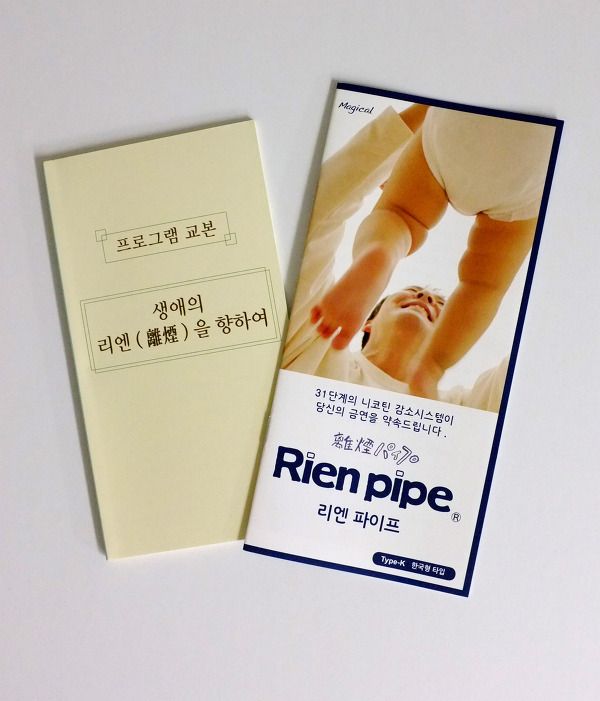 프로그램 교본
생애의
리엔 (離煙) 을 향하여
Magical
31단계의 니코틴 감소시스템이
당신의 금연을 약속드립니다.
離煙パイプ
Rien pipe®
리엔 파이프
Type-K 한국형 타입